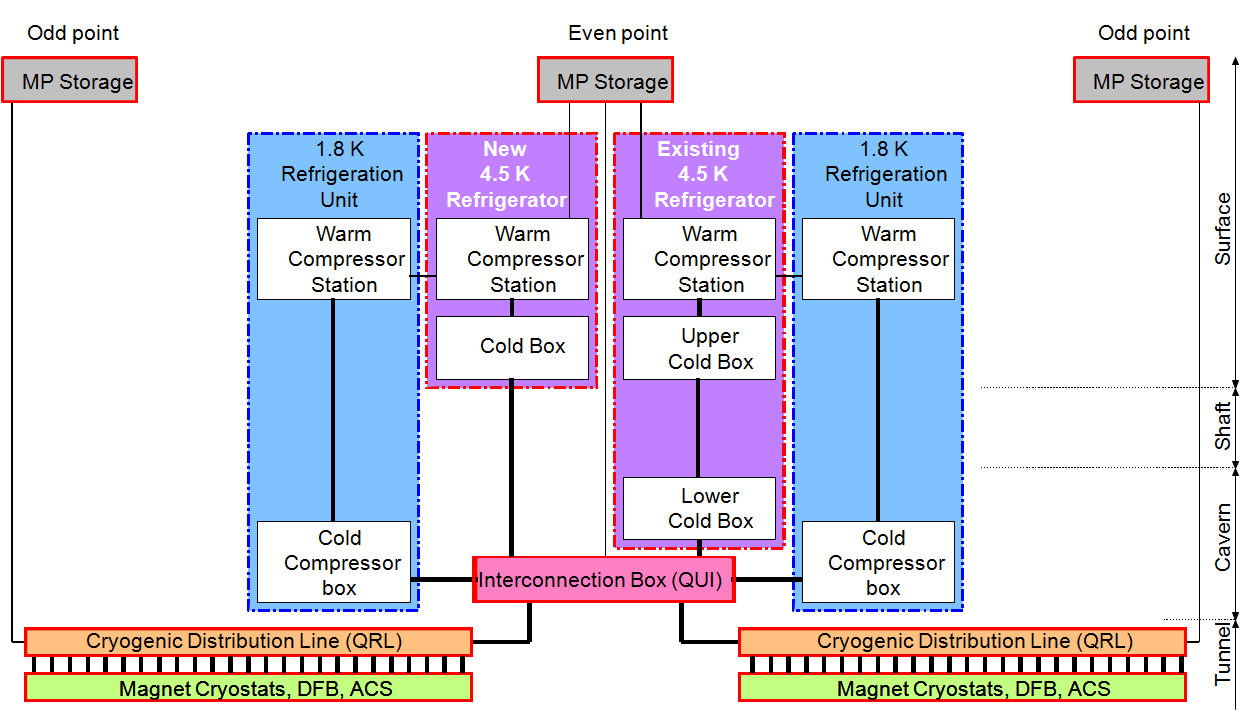 Odd point
Even point
Odd point
MP Storage
MP Storage
MP Storage
1.8 K
Refrigeration
Unit
New
4.5 K
Refrigerator
Existing
4.5 K
Refrigerator
1.8 K
Refrigeration
Unit
Warm
Compressor
Station
Warm
Compressor
Station
Warm
Compressor
Station
Warm
Compressor
Station
Cold Box
Upper
Cold Box
Lower
Cold Box
Cold
Compressor
box
Cold
Compressor
box
Interconnection Box (QUI)
Cryogenic Distribution Line (QRL)
Cryogenic Distribution Line (QRL)
Magnet Cryostats, DFB, ACS
Magnet Cryostats, DFB, ACS
Surface
Shaft
Cavern
Tunnel